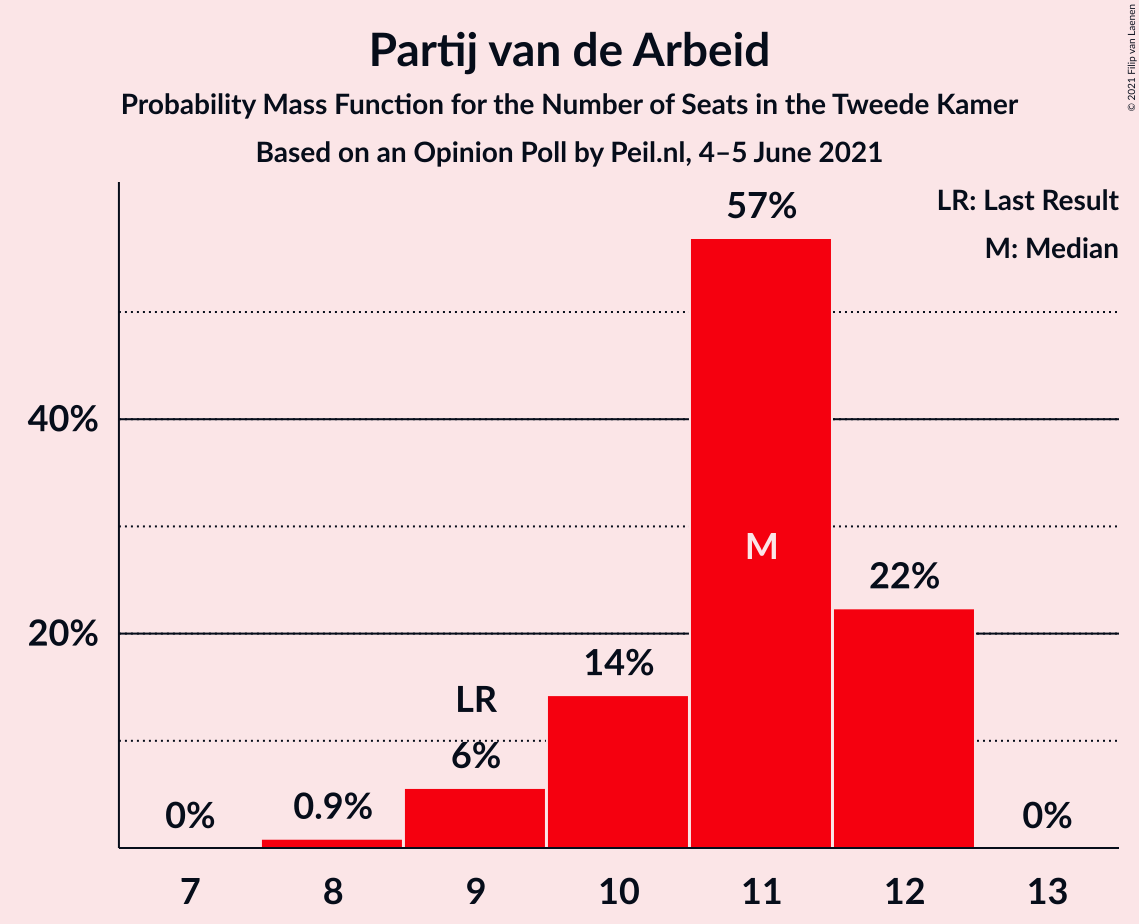 Partij van de Arbeid
Probability Mass Function for the Number of Seats in the Tweede Kamer
Based on an Opinion Poll by Peil.nl, 4–5 June 2021
© 2021 Filip van Laenen
LR: Last Result
M: Median
57%
40%
M
22%
20%
14%
LR
6%
0.9%
0%
0%
7 8 9 10 11 12 13